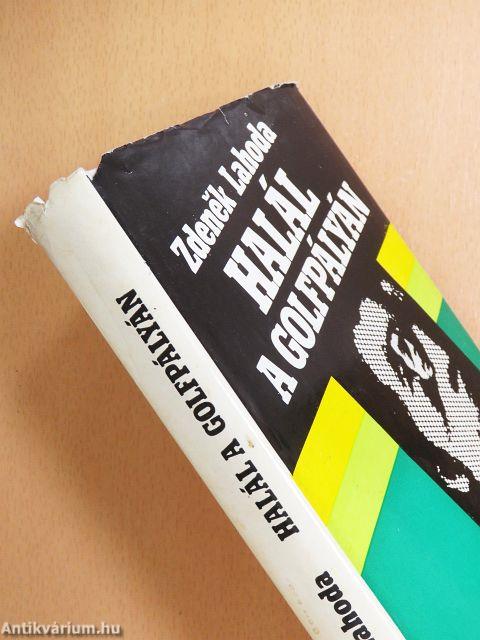 Zdeněk Lahoda
HALÁL
A GOLFPÁLYÁN
HALÁL A GOLFPÁLYÁN
ahoda
Antikvárium.hu